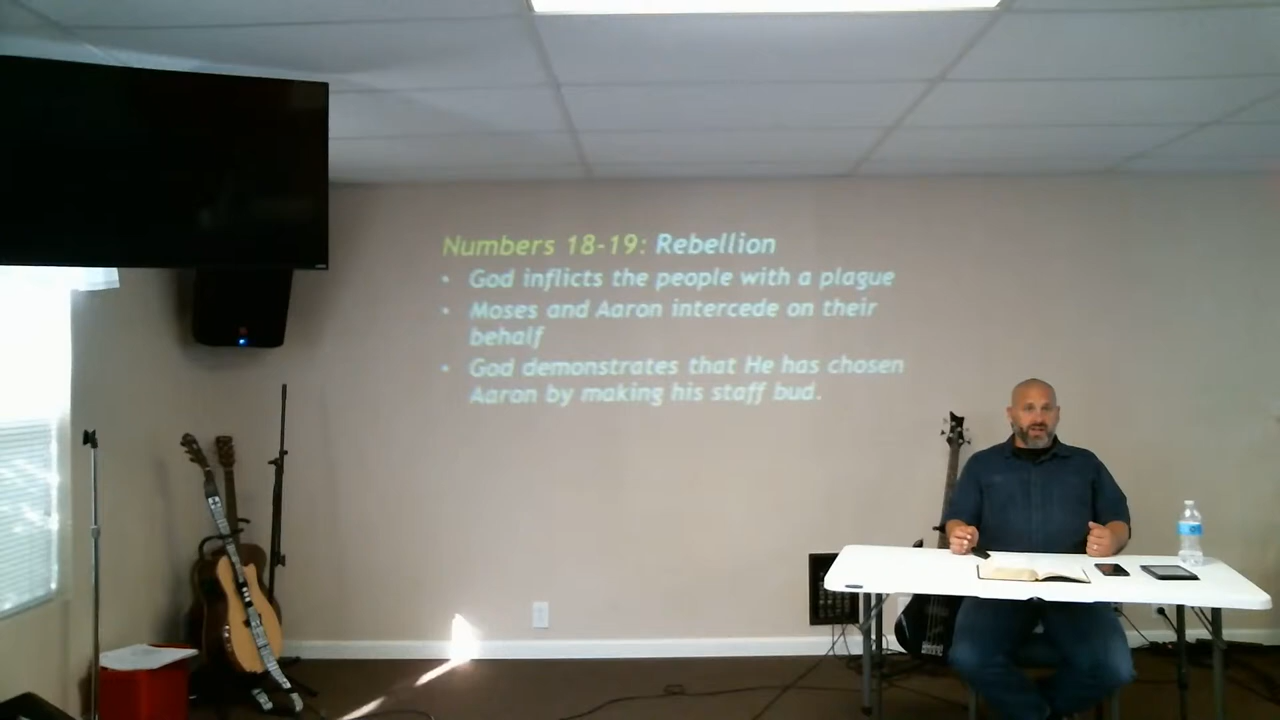 Numbers 18-19: Rebellion
• God inflicts the people with a plague
• Moses and Aaron intercede on their
behalf
• God demonstrates that He has chosen
Aaron by making his staff bud.